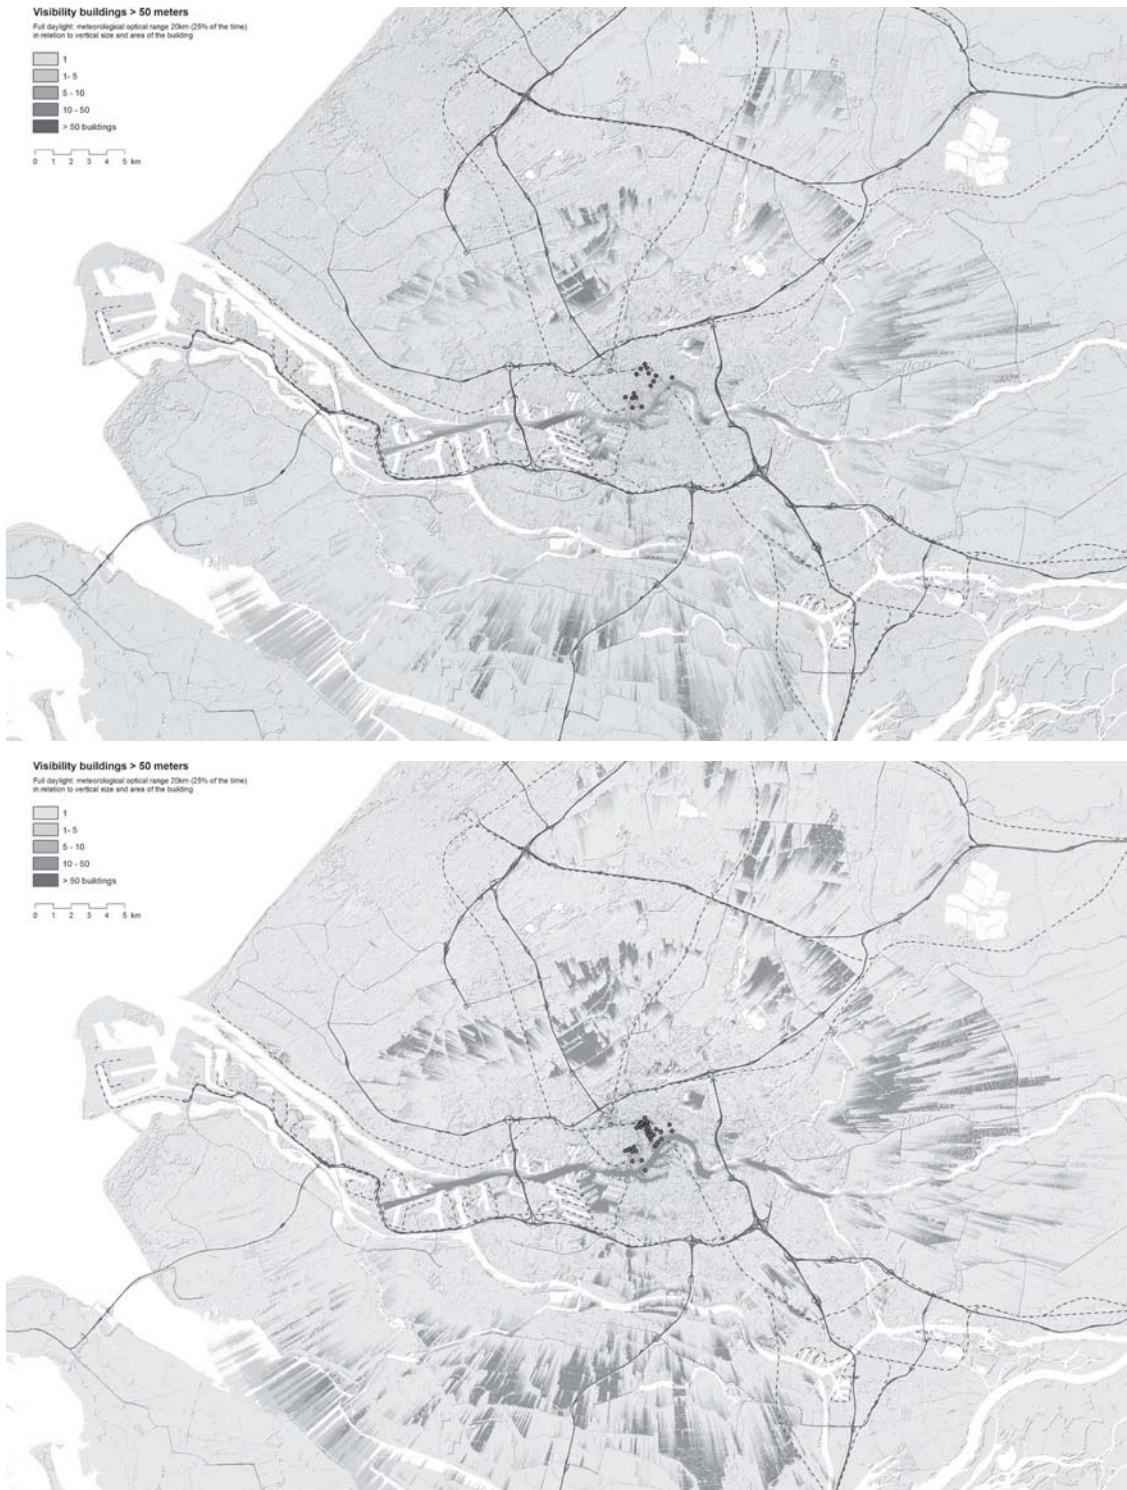 Visibility buildings > 50 meters
Full daylight: meteorological optical range 20km (25% of the time)
in relation to vertical size and area of the building
1
1- 5
5 - 10
10 - 50
> 50 buildings
0 1 2 3 4 5 km
Visibility buildings > 50 meters
Full daylight: meteorological optical range 20km (25% of the time)
in relation to vertical size and area of the building
1
1- 5
5 - 10
10 - 50
> 50 buildings
0 1 2 3 4 5 km